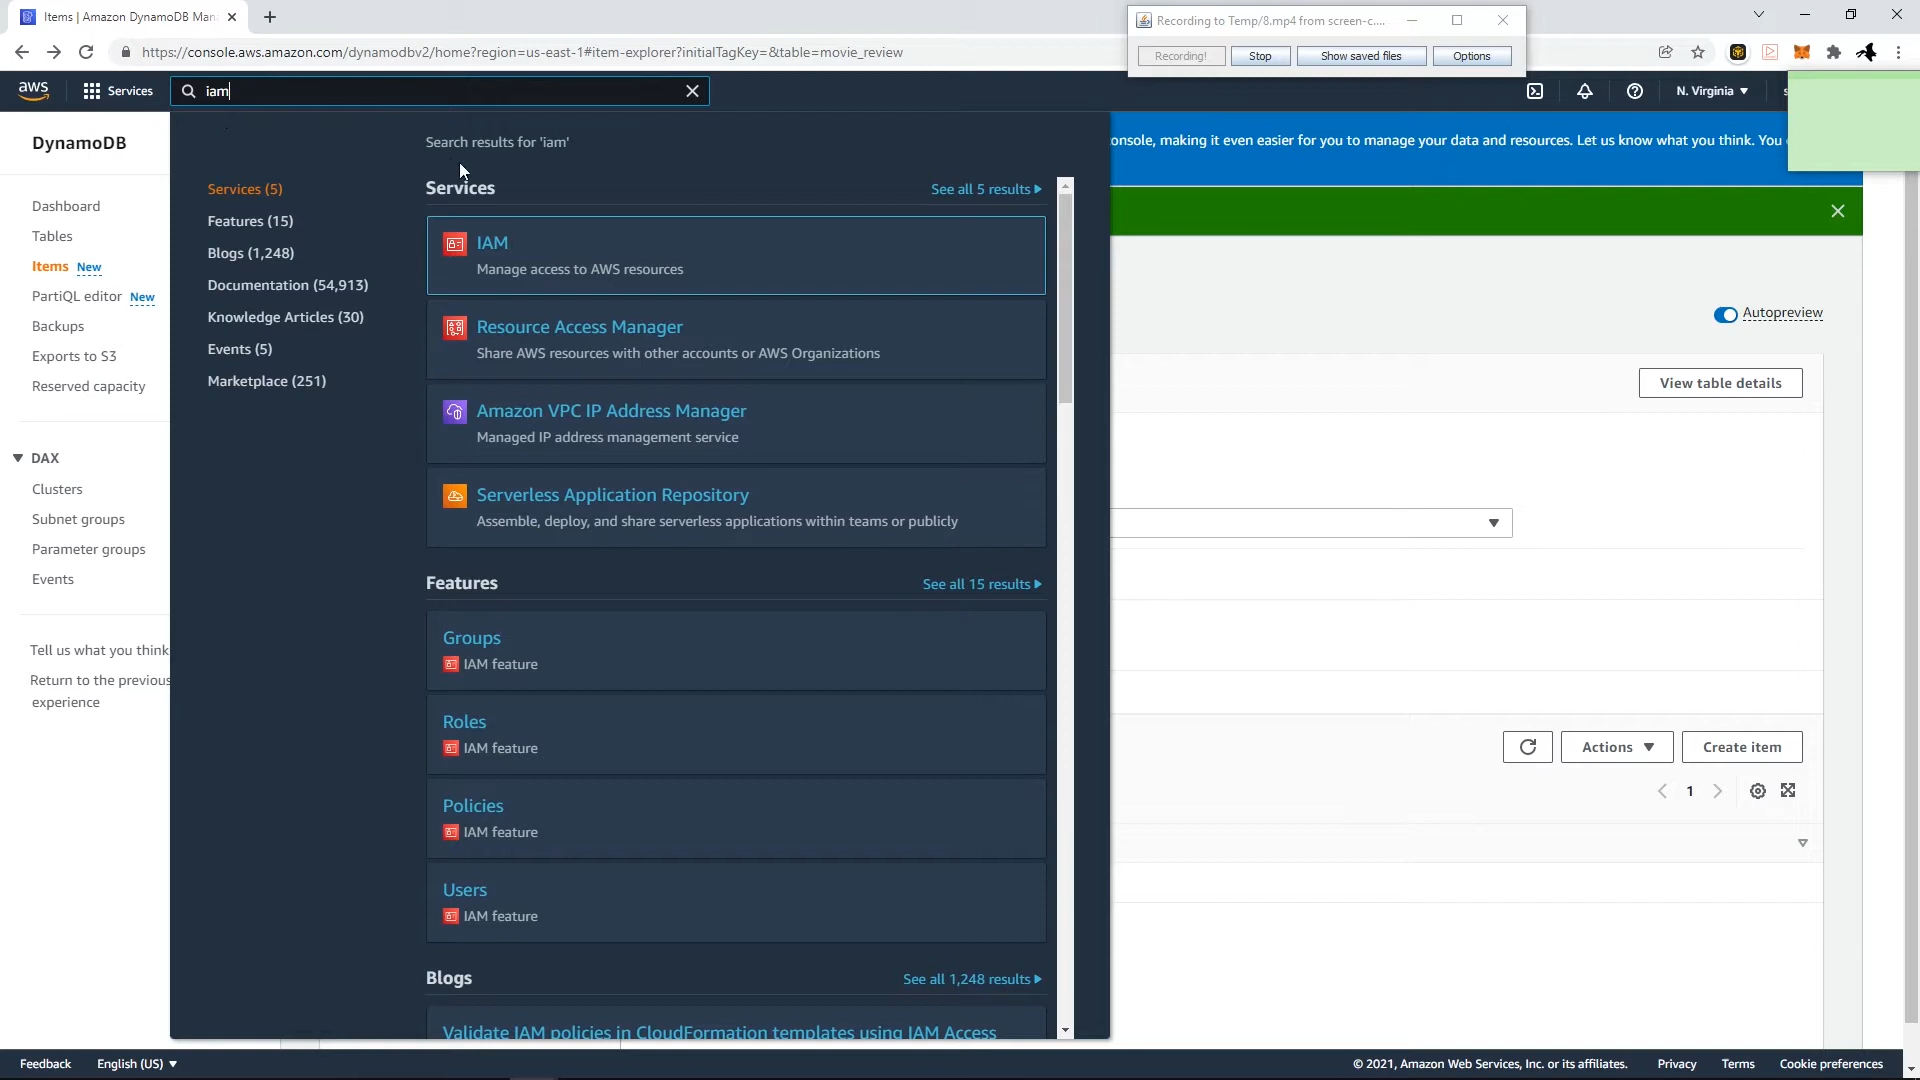 Items | Amazon DynamoDB Man
Recording to Temp/8.mp4 from screen-c....
https://console.aws.amazon.com/dynamodbv2/home?region=us-east-1#item-explorer?initialTagKey=&table=movie_review
Recording!
Stop
Show saved files
Options
aws
Services
iam
N. Virginia
DynamoDB
Dashboard
Tables
Items New
PartiQL editor New
Backups
Exports to S3
Reserved capacity
DAX
Clusters
Subnet groups
Parameter groups
Events
Tell us what you think
Return to the previous
experience
Search results for 'iam'
Services (5)
Features (15)
Blogs (1,248)
Documentation (54,913)
Knowledge Articles (30)
Events (5)
Marketplace (251)
Services
See all 5 results
IAM
Manage access to AWS resources
Resource Access Manager
Share AWS resources with other accounts or AWS Organizations
Amazon VPC IP Address Manager
Managed IP address management service
Serverless Application Repository
Assemble, deploy, and share serverless applications within teams or publicly
Features
See all 15 results
Groups
IAM feature
Roles
IAM feature
Policies
IAM feature
Users
IAM feature
Blogs
See all 1,248 results
Validate IAM policies in CloudFormation templates using IAM Access
onsole, making it even easier for you to manage your data and resources. Let us know what you think. You
Autopreview
View table details
Actions
Create item
1
Feedback
English (US)
© 2021, Amazon Web Services, Inc. or its affiliates.
Privacy
Terms
Cookie preferences